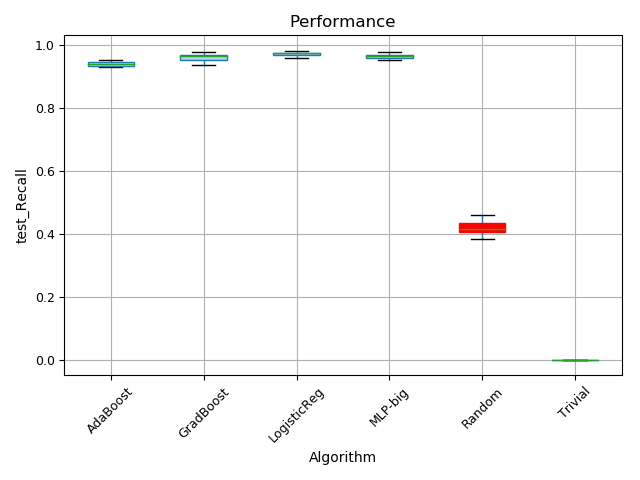 Performance
test_Recall
1.0
0.8
0.6
0.4
0.2
0.0
AdaBoost
GradBoost
LogisticReg
MLP-big
Random
Trivial
Algorithm